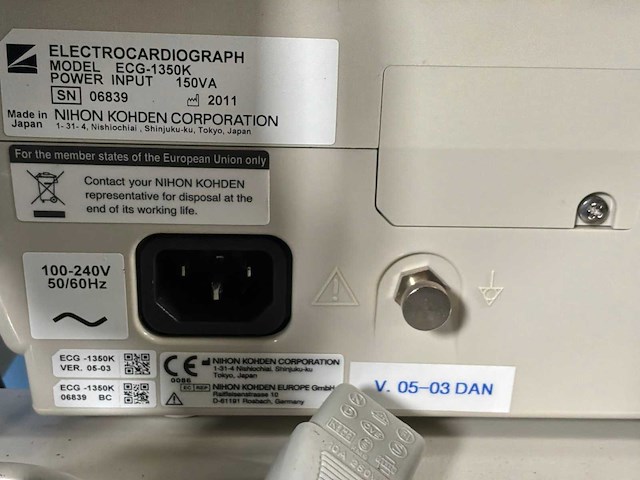 ELECTROCARDIOGRAPH
MODEL ECG-1350K
POWER INPUT 150VA
SN 06839 2011
Made in Japan NIHON KOHDEN CORPORATION
1-31-4, Nishiochiai, Shinjuku-ku, Tokyo, Japan
For the member states of the European Union only
Contact your NIHON KOHDEN
representative for disposal at the
end of its working life.
100-240V
50/60Hz
ECG -1350K
VER. 05-03
ECG -1350K
06839 BC
CE
0086
NIHON KOHDEN CORPORATION
1-31-4 Nishiochiai, Shinjuku-ku
Tokyo, Japan
EC REP NIHON KOHDEN EUROPE GmbH
Raiffeisenstrasse 10
D-61191 Rosbach, Germany
V. 05-03 DAN